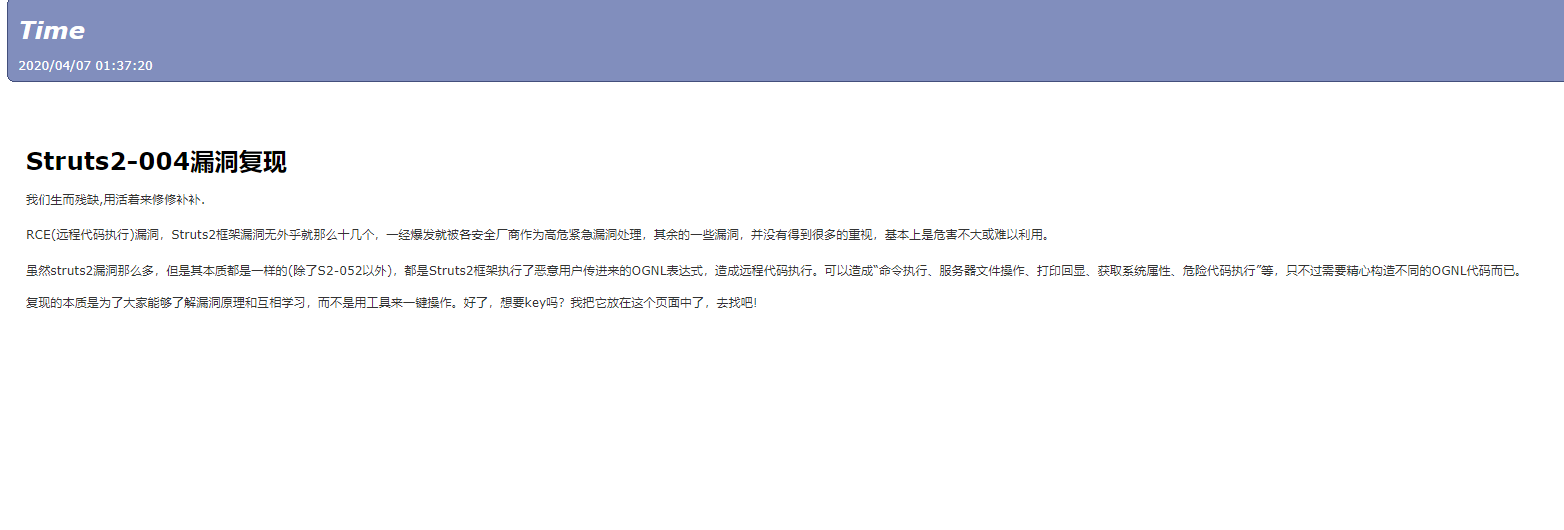 Time
2020/04/07 01:37:20
Struts2-004漏洞复现
我们生而残缺,用活着来修修补补.
RCE(远程代码执行)漏洞，Struts2框架漏洞无外乎就那么十几个，一经爆发就被各安全厂商作为高危紧急漏洞处理，其余的一些漏洞，并没有得到很多的重视，基本上是危害不大或难以利用。
虽然struts2漏洞那么多，但是其本质都是一样的(除了S2-052以外)，都是Struts2框架执行了恶意用户传进来的OGNL表达式，造成远程代码执行。可以造成“命令执行、服务器文件操作、打印回显、获取系统属性、危险代码执行”等，只不过需要精心构造不同的OGNL代码而已。
复现的本质是为了大家能够了解漏洞原理和互相学习，而不是用工具来一键操作。好了，想要key吗？我把它放在这个页面中了，去找吧!